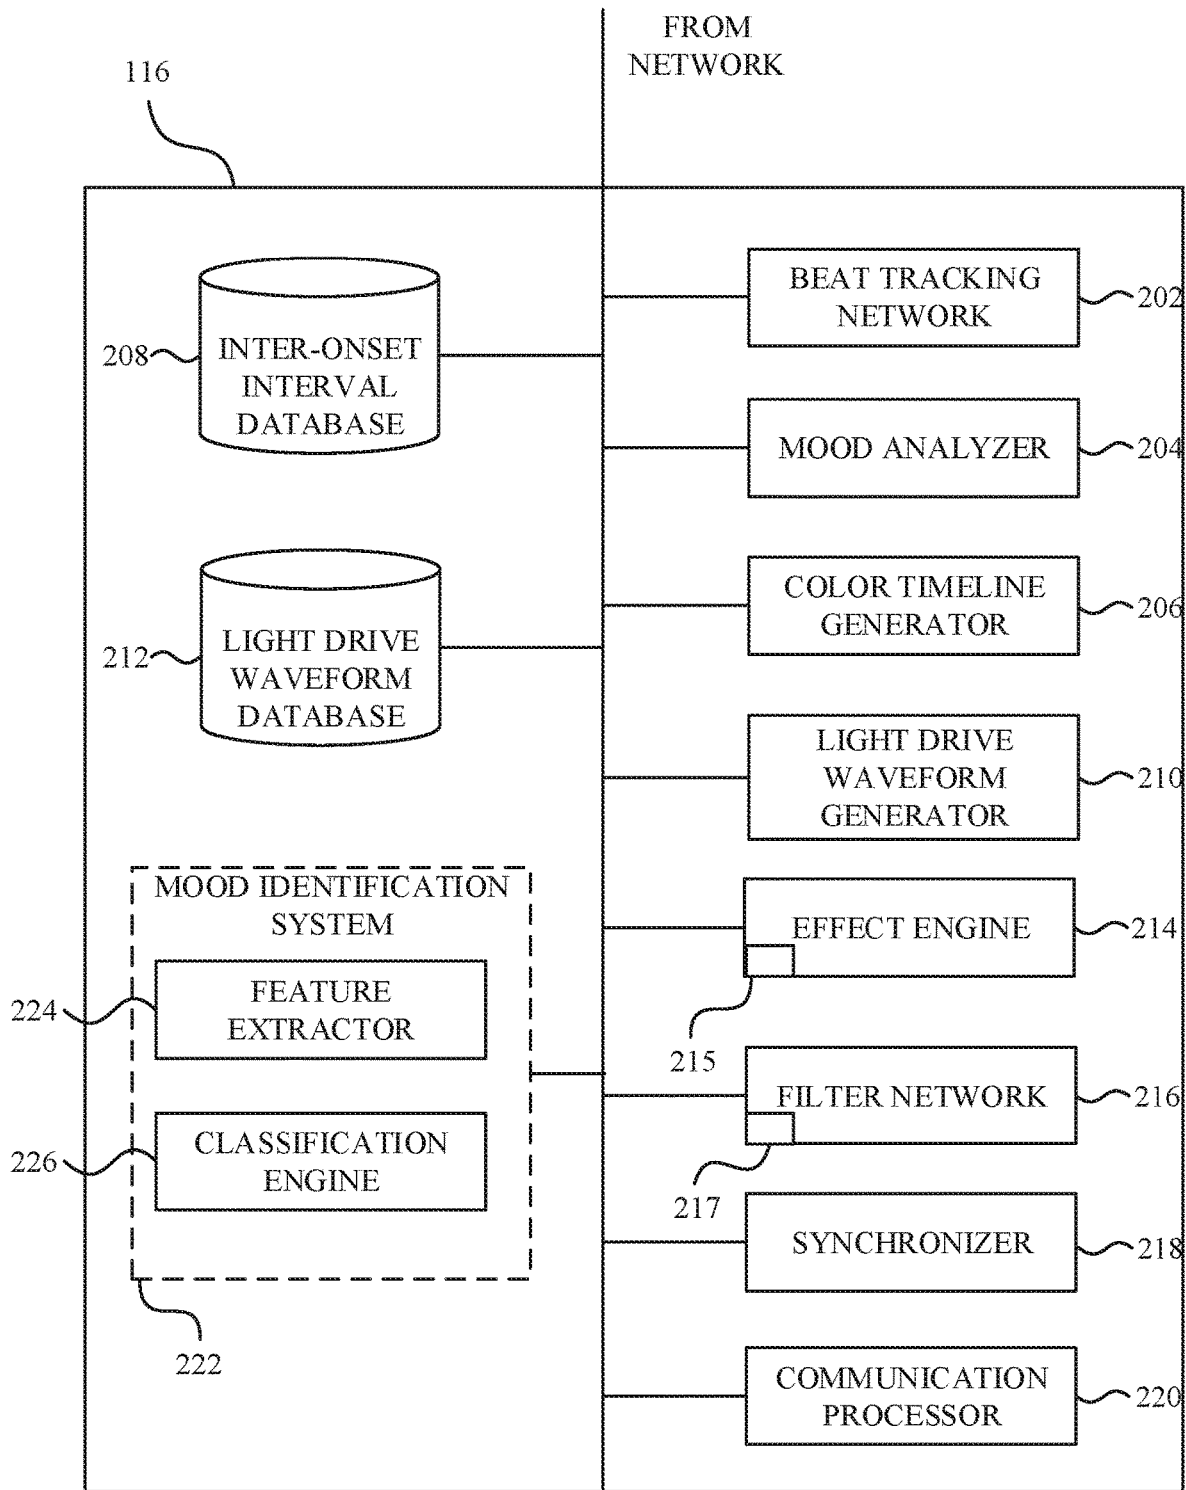 FROM
NETWORK
116
BEAT TRACKING
NETWORK
202
208
INTER-ONSET
INTERVAL
DATABASE
MOOD ANALYZER
204
COLOR TIMELINE
GENERATOR
206
212
LIGHT DRIVE
WAVEFORM
DATABASE
LIGHT DRIVE
WAVEFORM
GENERATOR
210
MOOD IDENTIFICATION
SYSTEM
EFFECT ENGINE
214
215
224
FEATURE
EXTRACTOR
FILTER NETWORK
216
217
226
CLASSIFICATION
ENGINE
SYNCHRONIZER
218
222
COMMUNICATION
PROCESSOR
220